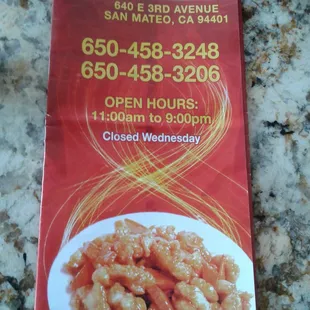 640 E 3RD AVENUE
SAN MATEO, CA 94401
650-458-3248
650-458-3206
OPEN HOURS:
11:00am to 9:00pm
Closed Wednesday